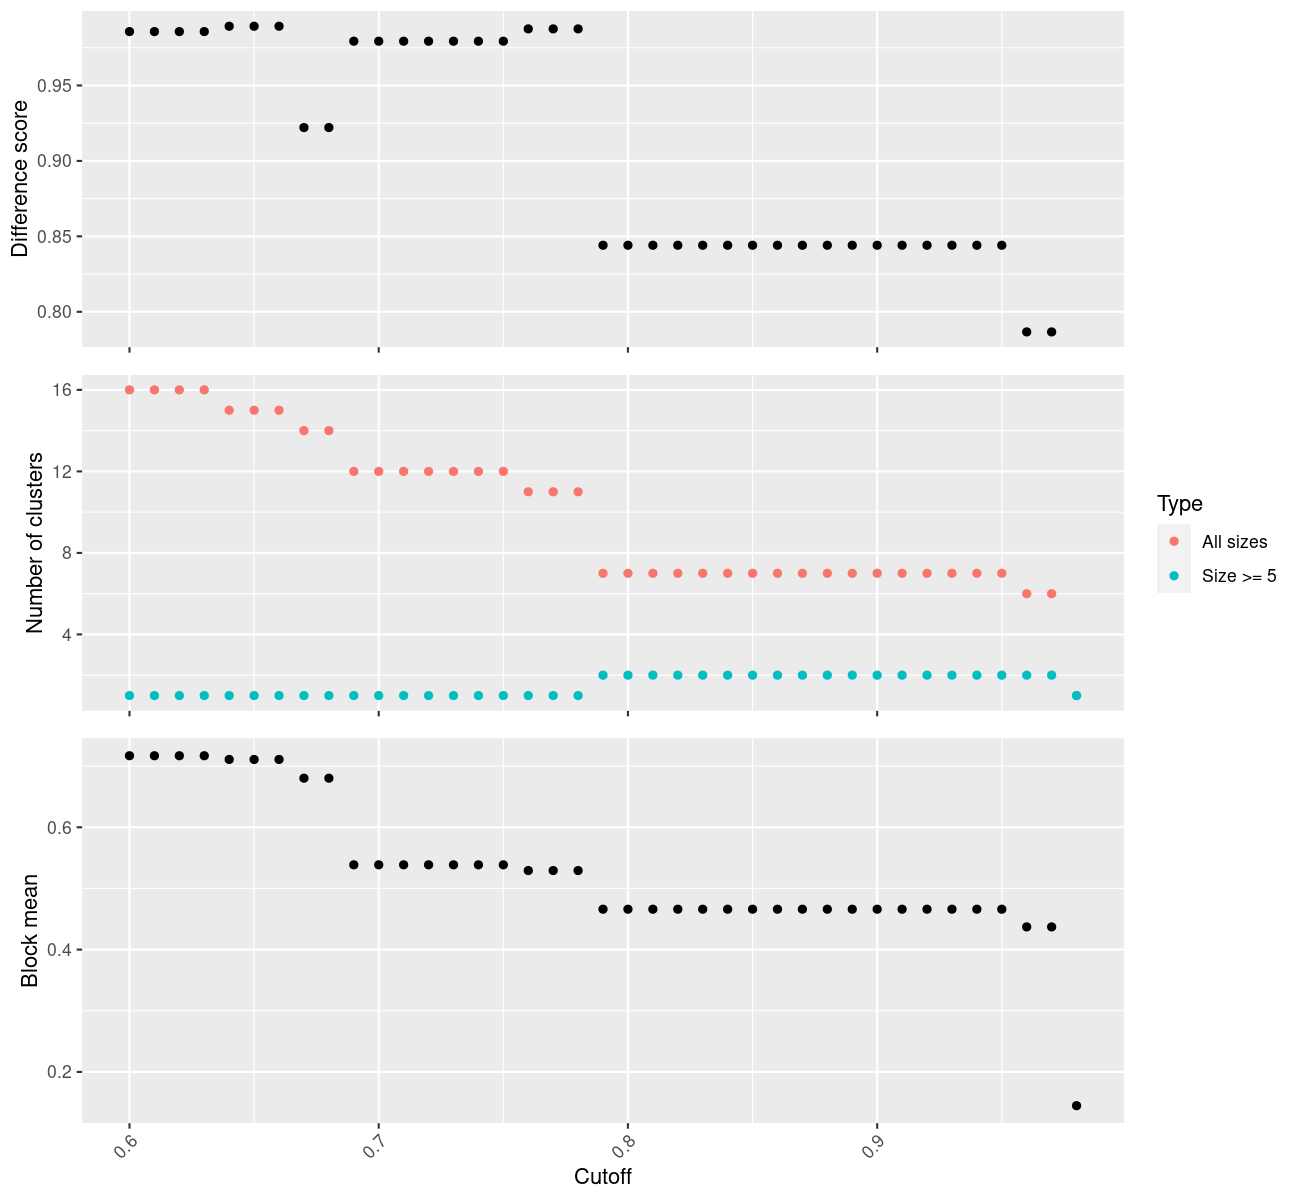 Difference score
0.95
0.90
0.85
0.80
Number of clusters
16
12
8
4
Type
All sizes
Size >= 5
Block mean
0.6
0.4
0.2
0.6
0.7
0.8
0.9
Cutoff